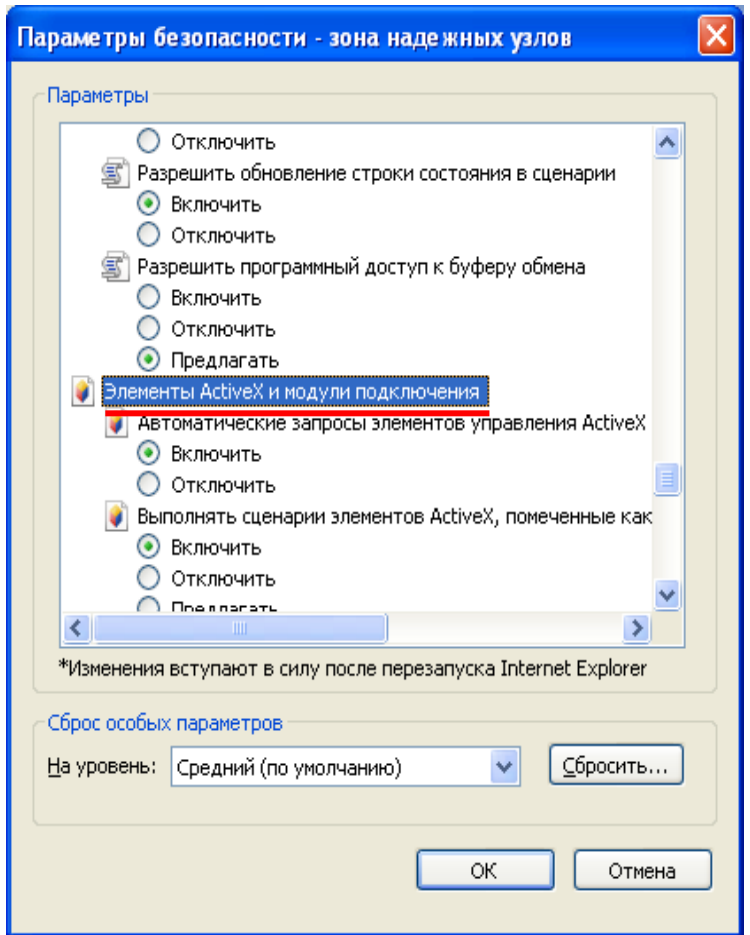 Параметры безопасности - зона надежных узлов
Параметры
Отключить
Разрешить обновление строки состояния в сценарии
Включить
Отключить
Разрешить программный доступ к буферу обмена
Включить
Отключить
Предлагать
Элементы ActiveX и модули подключения
Автоматические запросы элементов управления ActiveX
Включить
Отключить
Выполнять сценарии элементов ActiveX, помеченные как
Включить
Отключить
Предлагать
*Изменения вступают в силу после перезапуска Internet Explorer
Сброс особых параметров
На уровень: Средний (по умолчанию) Сбросить...
ОК Отмена